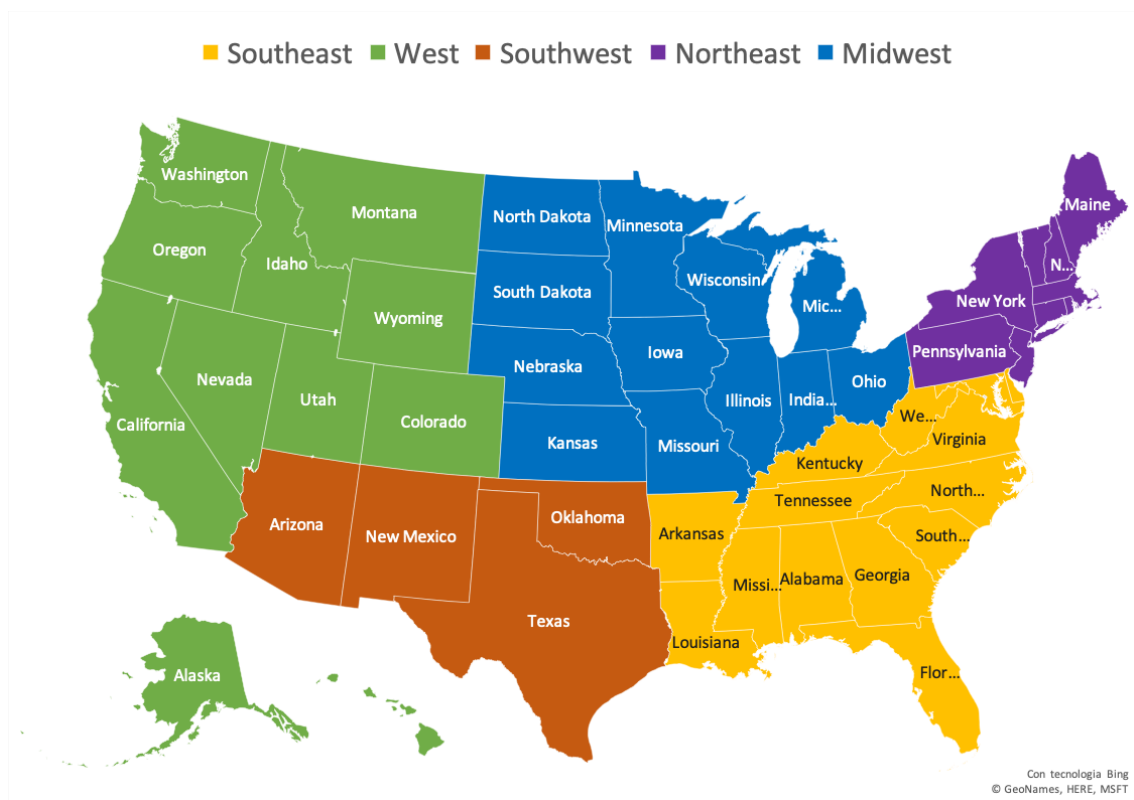 Southeast West Southwest Northeast Midwest
Washington
Montana
North Dakota
Minnesota
Maine
Oregon
Idaho
N...
South Dakota
Wisconsin
Mic...
New York
Wyoming
Iowa
Pennsylvania
Nebraska
Nevada
Utah
Illinois
India...
Ohio
California
Colorado
Kansas
Missouri
We...
Virginia
Kentucky
Tennessee
North...
Arizona
New Mexico
Oklahoma
Arkansas
South...
Missi...
Alabama
Georgia
Texas
Louisiana
Alaska
Flor...
Con tecnologia Bing
© GeoNames, HERE, MSFT